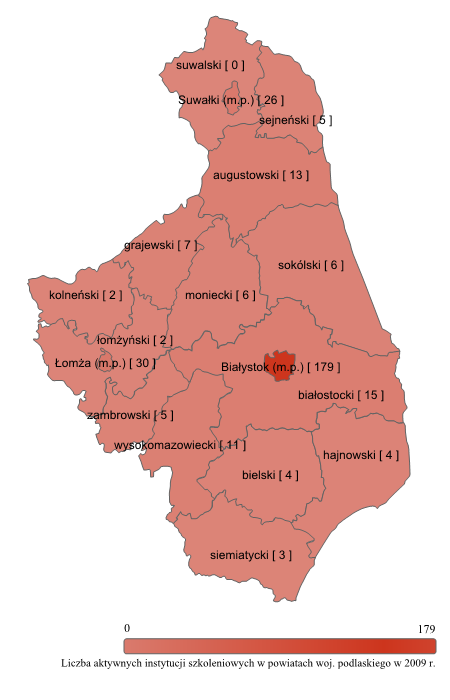 suwalski [ 0 ]
Suwałki (m.p.) [ 26 ]
sejneński [ 5 ]
augustowski [ 13 ]
grajewski [ 7 ]
sokólski [ 6 ]
kolneński [ 2 ]
moniecki [ 6 ]
łomżyński [ 2 ]
Łomża (m.p.) [ 30 ]
Białystok (m.p.) [ 179 ]
białostocki [ 15 ]
zambrowski [ 5 ]
wysokomazowiecki [ 11 ]
hajnowski [ 4 ]
bielski [ 4 ]
siemiatycki [ 3 ]
0 179
Liczba aktywnych instytucji szkoleniowych w powiatach woj. podlaskiego w 2009 r.